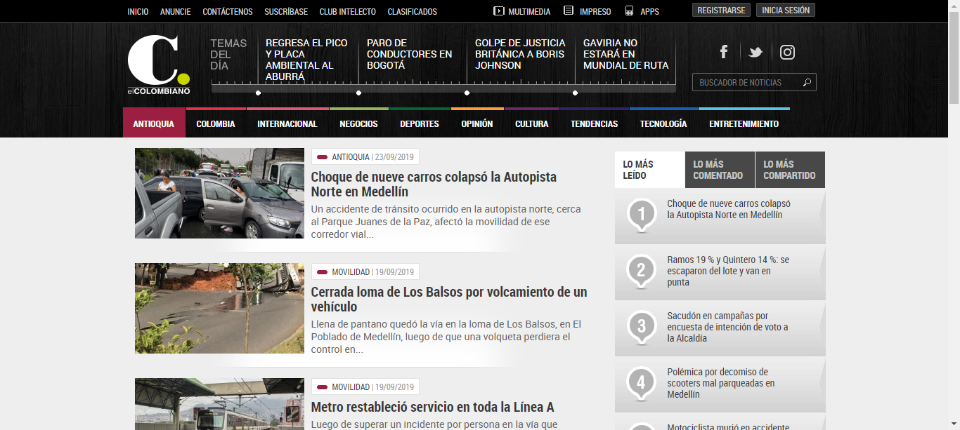 INICIO ANUNCIE CONTÁCTENOS SUSCRÍBASE CLUB INTELECTO CLASIFICADOS MULTIMEDIA IMPRESO APPS REGISTRARSE INICIA SESIÓN
C.
elCOLOMBIANO
TEMAS
DEL
DÍA
REGRESA EL PICO
Y PLACA
AMBIENTAL AL
ABURRÁ
PARO DE
CONDUCTORES EN
BOGOTÁ
GOLPE DE JUSTICIA
BRITÁNICA A BORIS
JOHNSON
GAVIRIA NO
ESTARÁ EN
MUNDIAL DE RUTA
BUSCADOR DE NOTICIAS
ANTIOQUIA COLOMBIA INTERNACIONAL NEGOCIOS DEPORTES OPINIÓN CULTURA TENDENCIAS TECNOLOGÍA ENTRETENIMIENTO
ANTIOQUIA | 23/09/2019
Choque de nueve carros colapsó la Autopista
Norte en Medellín
Un accidente de tránsito ocurrido en la autopista norte, cerca
al Parque Juanes de la Paz, afectó la movilidad de ese
corredor vial...
MOVILIDAD | 19/09/2019
Cerrada loma de Los Balsos por volcamiento de un
vehículo
Llena de pantano quedó la vía en la loma de Los Balsos, en El
Poblado de Medellín, luego de que una volqueta perdiera el
control en...
MOVILIDAD | 19/09/2019
Metro restableció servicio en toda la Línea A
Luego de superar un incidente por persona en la vía que
LO MÁS
LEÍDO
LO MÁS
COMENTADO
LO MÁS
COMPARTIDO
1
Choque de nueve carros colapsó
la Autopista Norte en Medellín
2
Ramos 19 % y Quintero 14 %: se
escaparon del lote y van en
punta
3
Sacudón en campañas por
encuesta de intención de voto a
la Alcaldía
4
Polémica por decomiso de
scooters mal parqueadas en
Medellín
Motociclista murió en accidente